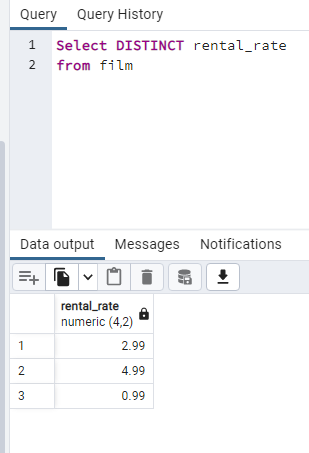 Query Query History
1 Select DISTINCT rental_rate
2 from film
Data output Messages Notifications
rental_rate
numeric (4,2)
1 2.99
2 4.99
3 0.99